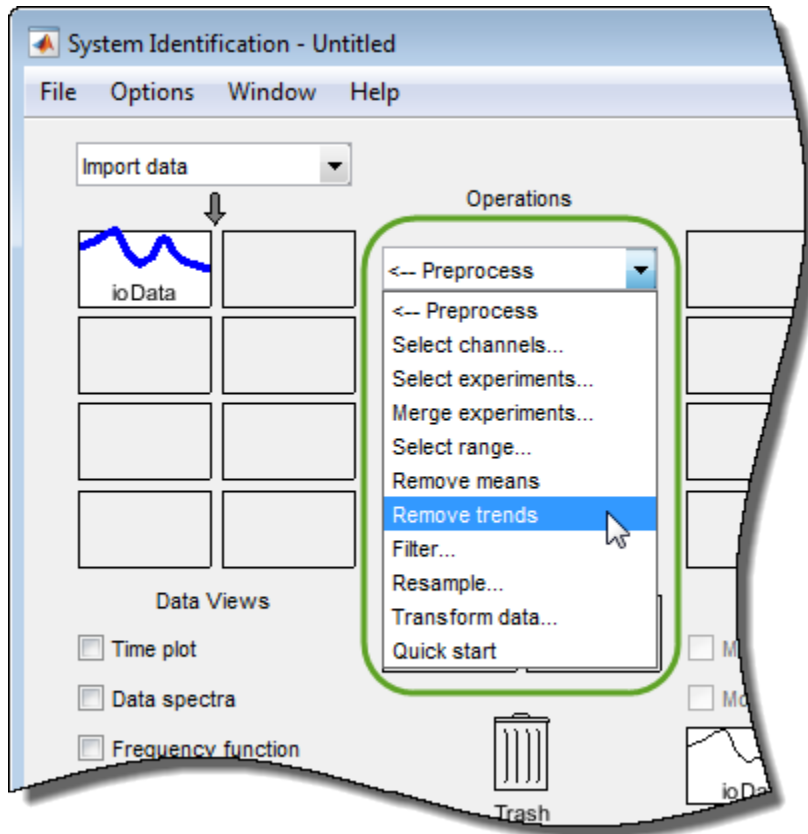 System Identification - Untitled
File Options Window Help
Import data
Operations
ioData
<-- Preprocess
<-- Preprocess
Select channels...
Select experiments...
Merge experiments...
Select range...
Remove means
Remove trends
Filter...
Resample...
Transform data...
Quick start
Data Views
Time plot
Data spectra
Frequency function
Trash